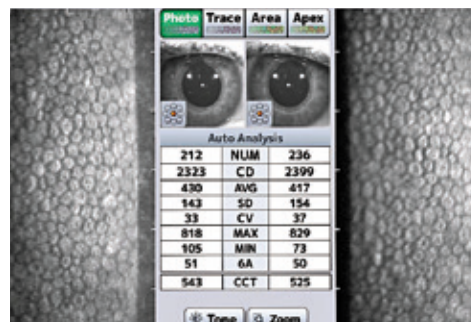 Photo Trace Area Apex
Auto Analysis
212 NUM 236
2323 CD 2399
430 AVG 417
143 SD 154
33 CV 37
818 MAX 829
105 MIN 73
51 6A 50
543 CCT 525
Tone Zoom